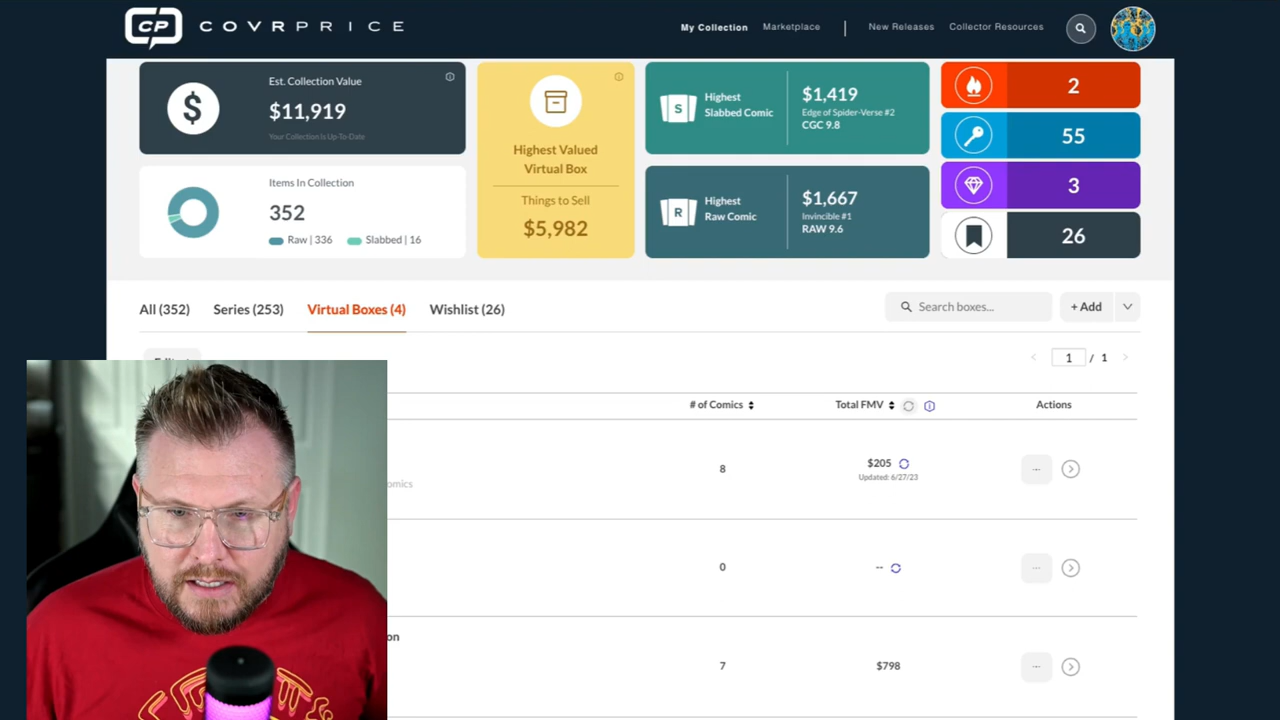 CP COVRPRICE
My Collection Marketplace New Releases Collector Resources
Est. Collection Value
$11,919
Your Collection Is Up-To-Date
Items In Collection
352
Raw | 336 Slabbed | 16
Highest Valued
Virtual Box
Things to Sell
$5,982
S Highest
Slabbed Comic
$1,419
Edge of Spider-Verse #2
CGC 9.8
R Highest
Raw Comic
$1,667
Invincible #1
RAW 9.6
2
55
3
26
All (352) Series (253) Virtual Boxes (4) Wishlist (26)
Search boxes...
+ Add
1 / 1
# of Comics Total FMV Actions
8 $205
Updated: 6/27/23
omics
0 --
on
7 $798